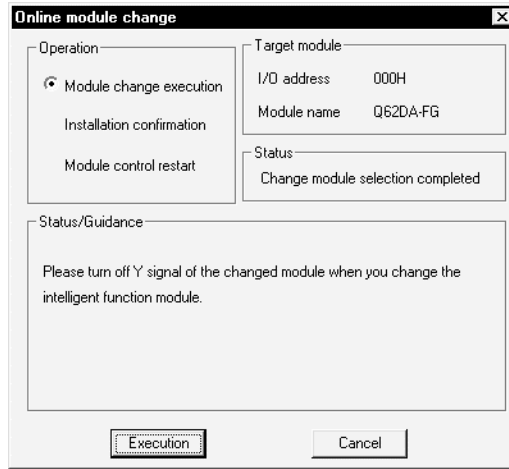 Online module change
Operation
Module change execution
Installation confirmation
Module control restart
Target module
I/O address 000H
Module name Q62DA-FG
Status
Change module selection completed
Status/Guidance
Please turn off Y signal of the changed module when you change the
intelligent function module.
Execution
Cancel